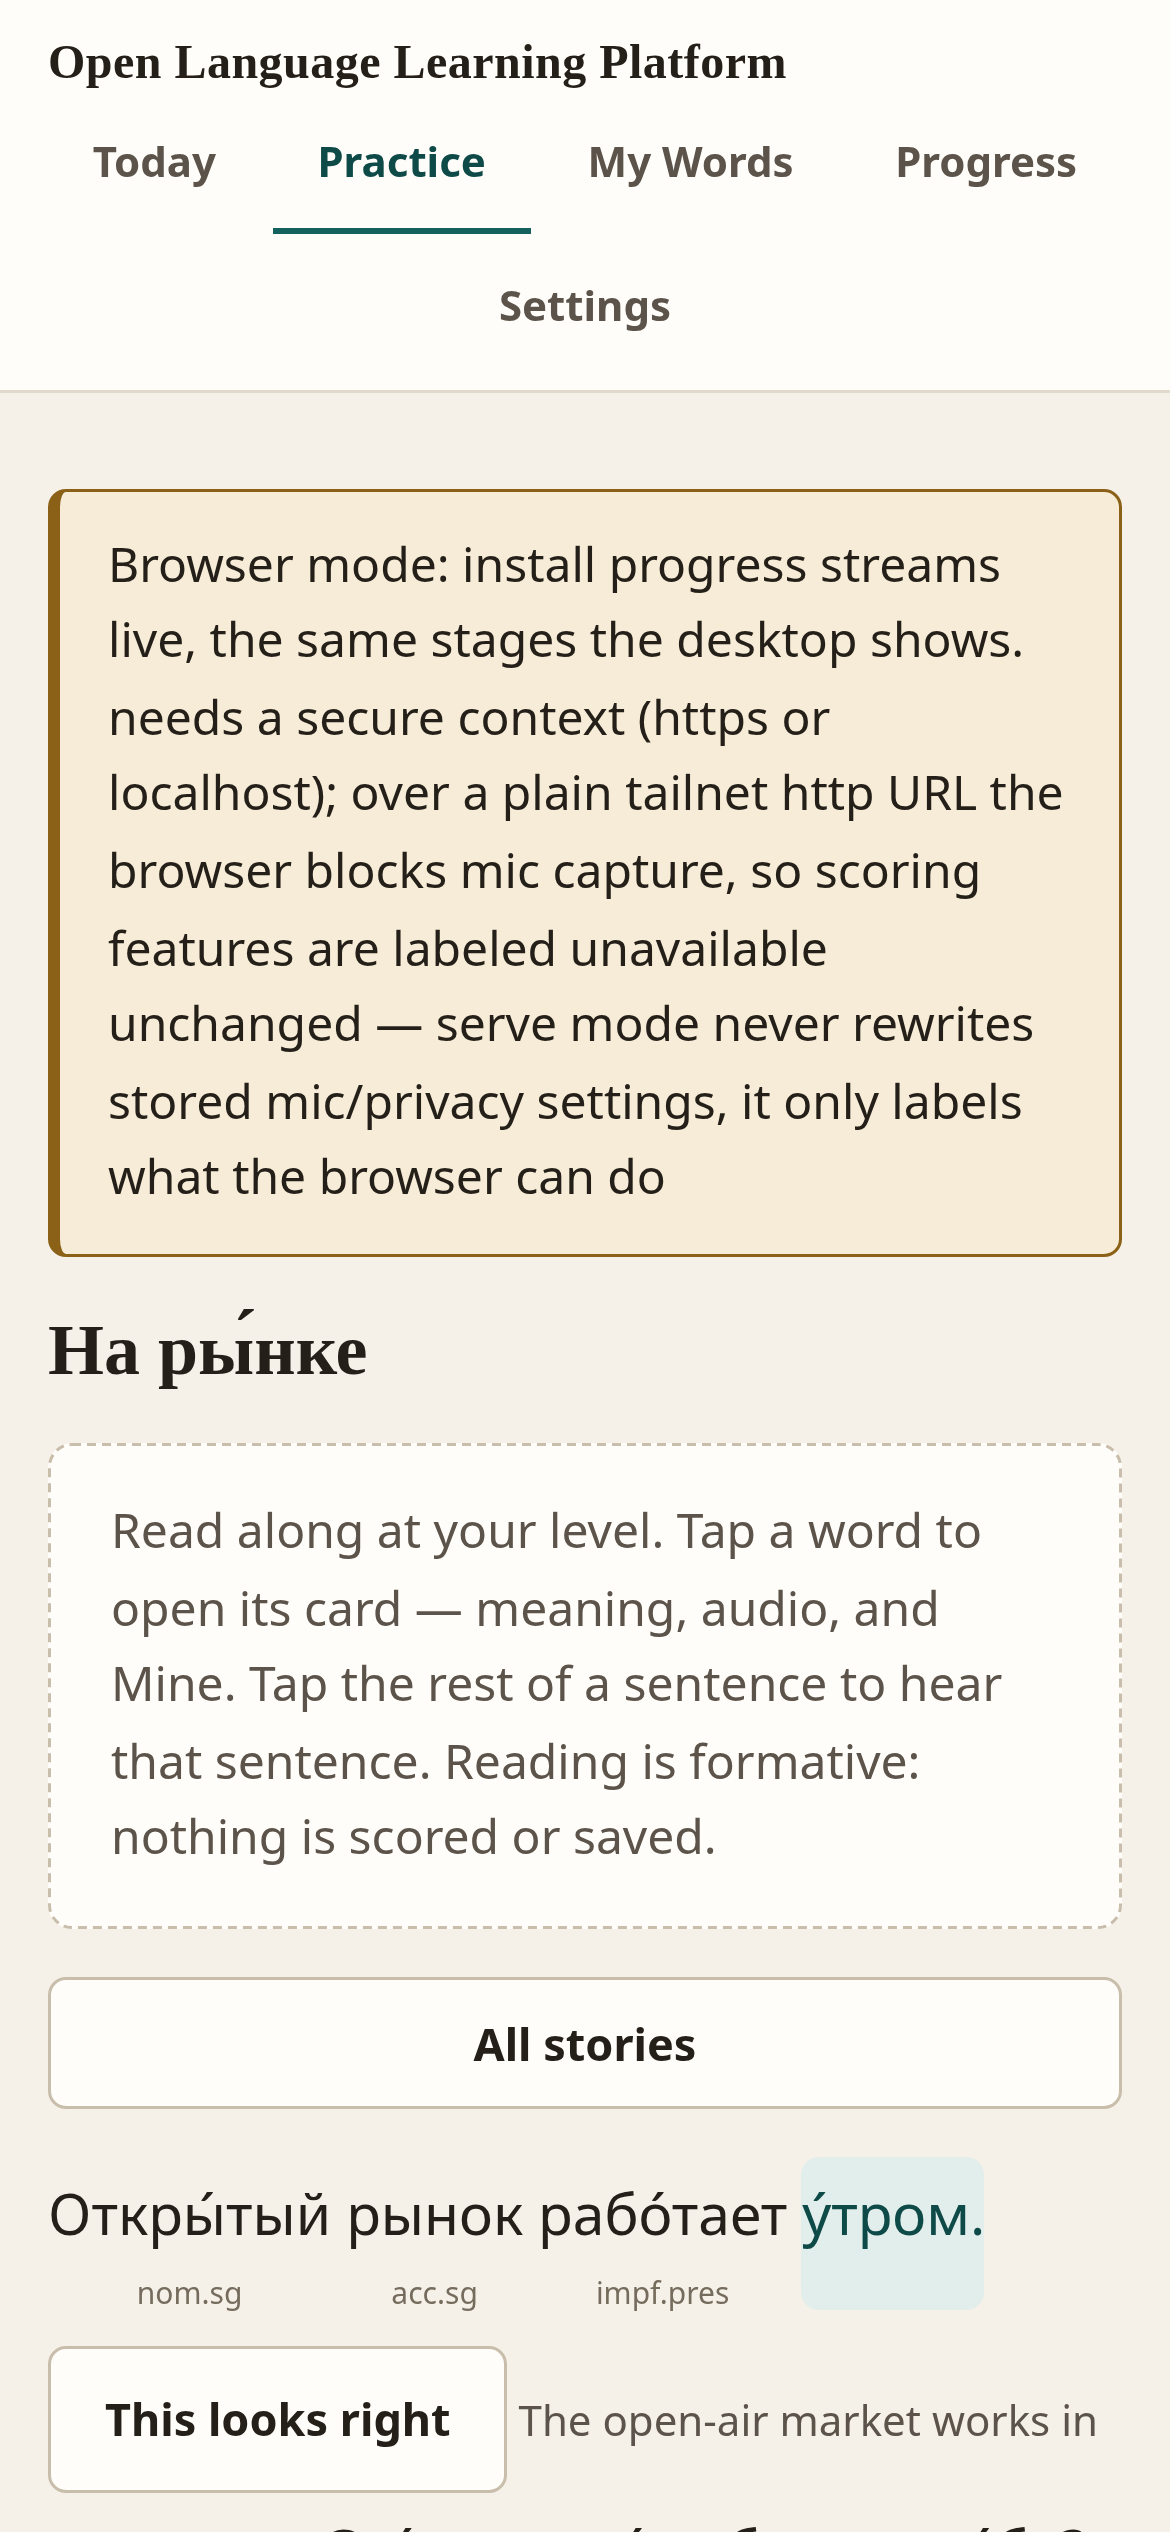 Open Language Learning Platform
Today Practice My Words Progress
Settings
Browser mode: install progress streams
live, the same stages the desktop shows.
needs a secure context (https or
localhost); over a plain tailnet http URL the
browser blocks mic capture, so scoring
features are labeled unavailable
unchanged — serve mode never rewrites
stored mic/privacy settings, it only labels
what the browser can do
На ры́нке
Read along at your level. Tap a word to
open its card — meaning, audio, and
Mine. Tap the rest of a sentence to hear
that sentence. Reading is formative:
nothing is scored or saved.
All stories
Откры́тый рынок рабо́тает у́тром.
nom.sg acc.sg impf.pres
This looks right The open-air market works in